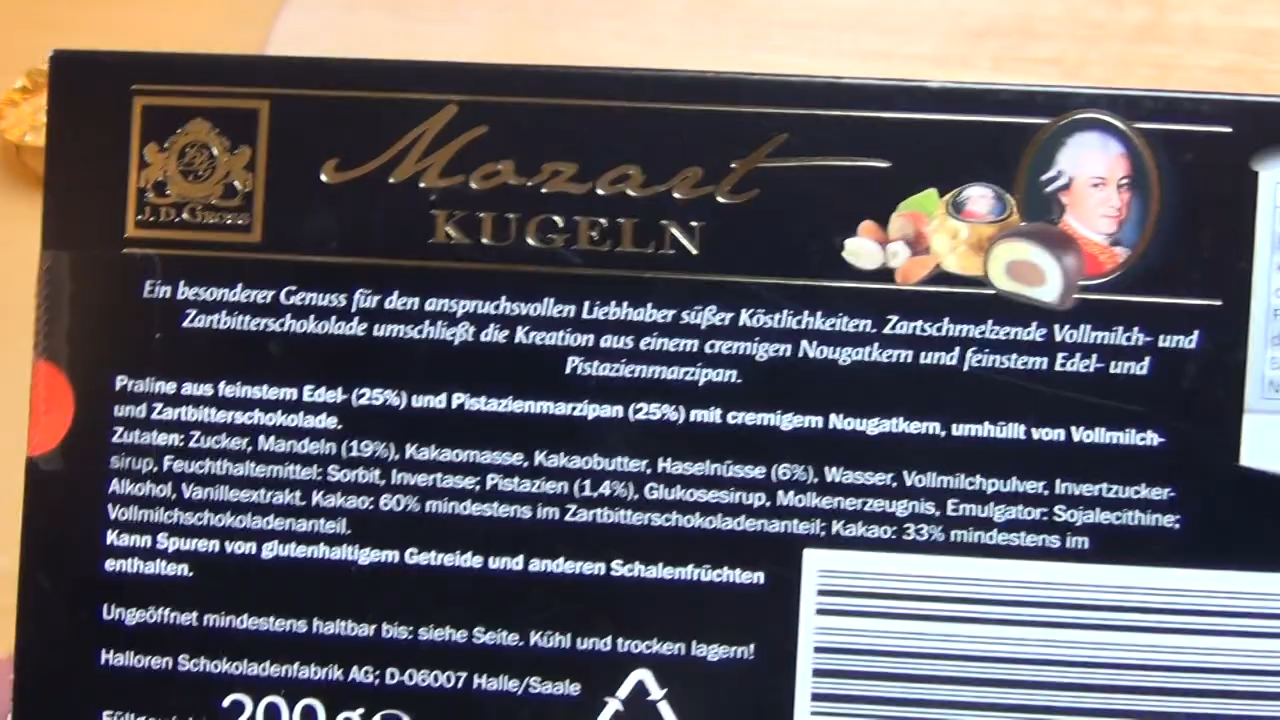 J.D. Gross
Mozart
KUGELN
Ein besonderer Genuss für den anspruchsvollen Liebhaber süßer Köstlichkeiten. Zartschmelzende Vollmilch- und
Zartbitterschokolade umschließt die Kreation aus einem cremigen Nougatkern und feinstem Edel- und
Pistazienmarzipan.
Praline aus feinstem Edel- (25%) und Pistazienmarzipan (25%) mit cremigem Nougatkern, umhüllt von Vollmilch-
und Zartbitterschokolade.
Zutaten: Zucker, Mandeln (19%), Kakaomasse, Kakaobutter, Haselnüsse (6%), Wasser, Vollmilchpulver, Invertzucker-
sirup, Feuchthaltemittel: Sorbit, Invertase; Pistazien (1,4%), Glukosesirup, Molkenerzeugnis, Emulgator: Sojalecithine;
Alkohol, Vanilleextrakt. Kakao: 60% mindestens im Zartbitterschokoladenanteil; Kakao: 33% mindestens im
Vollmilchschokoladenanteil.
Kann Spuren von glutenhaltigem Getreide und anderen Schalenfrüchten
enthalten.
Ungeöffnet mindestens haltbar bis: siehe Seite. Kühl und trocken lagern!
Halloren Schokoladenfabrik AG; D-06007 Halle/Saale
200g